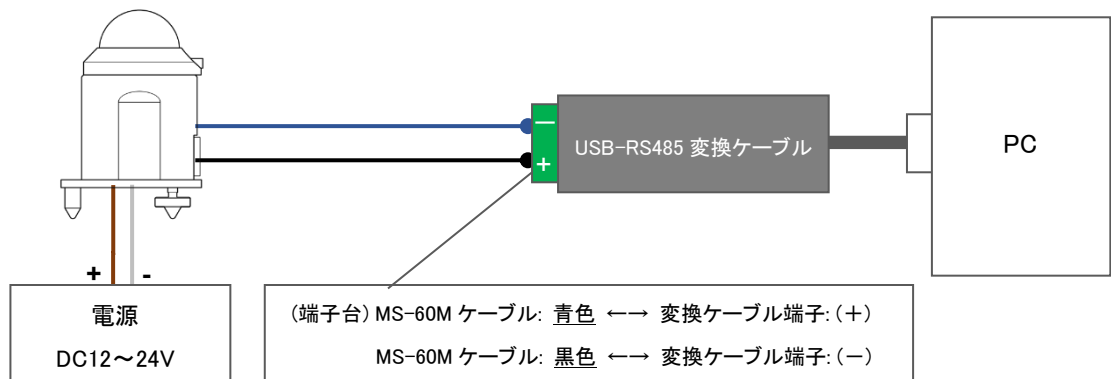 －
＋
USB-RS485 変換ケーブル
PC
+ -
電源
DC12～24V
(端子台) MS-60M ケーブル: 青色 ←→ 変換ケーブル端子: (＋)
MS-60M ケーブル: 黒色 ←→ 変換ケーブル端子: (－)